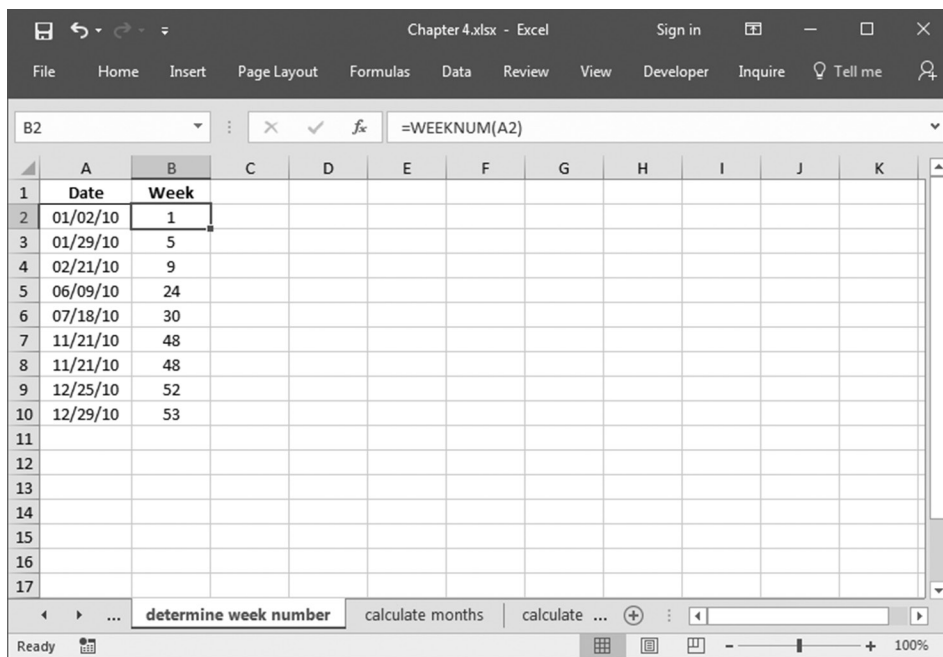 Chapter 4.xlsx - Excel Sign in
File Home Insert Page Layout Formulas Data Review View Developer Inquire Tell me
B2 fx =WEEKNUM(A2)
A B C D E F G H I J K
1 Date Week
2 01/02/10 1
3 01/29/10 5
4 02/21/10 9
5 06/09/10 24
6 07/18/10 30
7 11/21/10 48
8 11/21/10 48
9 12/25/10 52
10 12/29/10 53
11
12
13
14
15
16
17
... determine week number calculate months calculate ...
Ready 100%